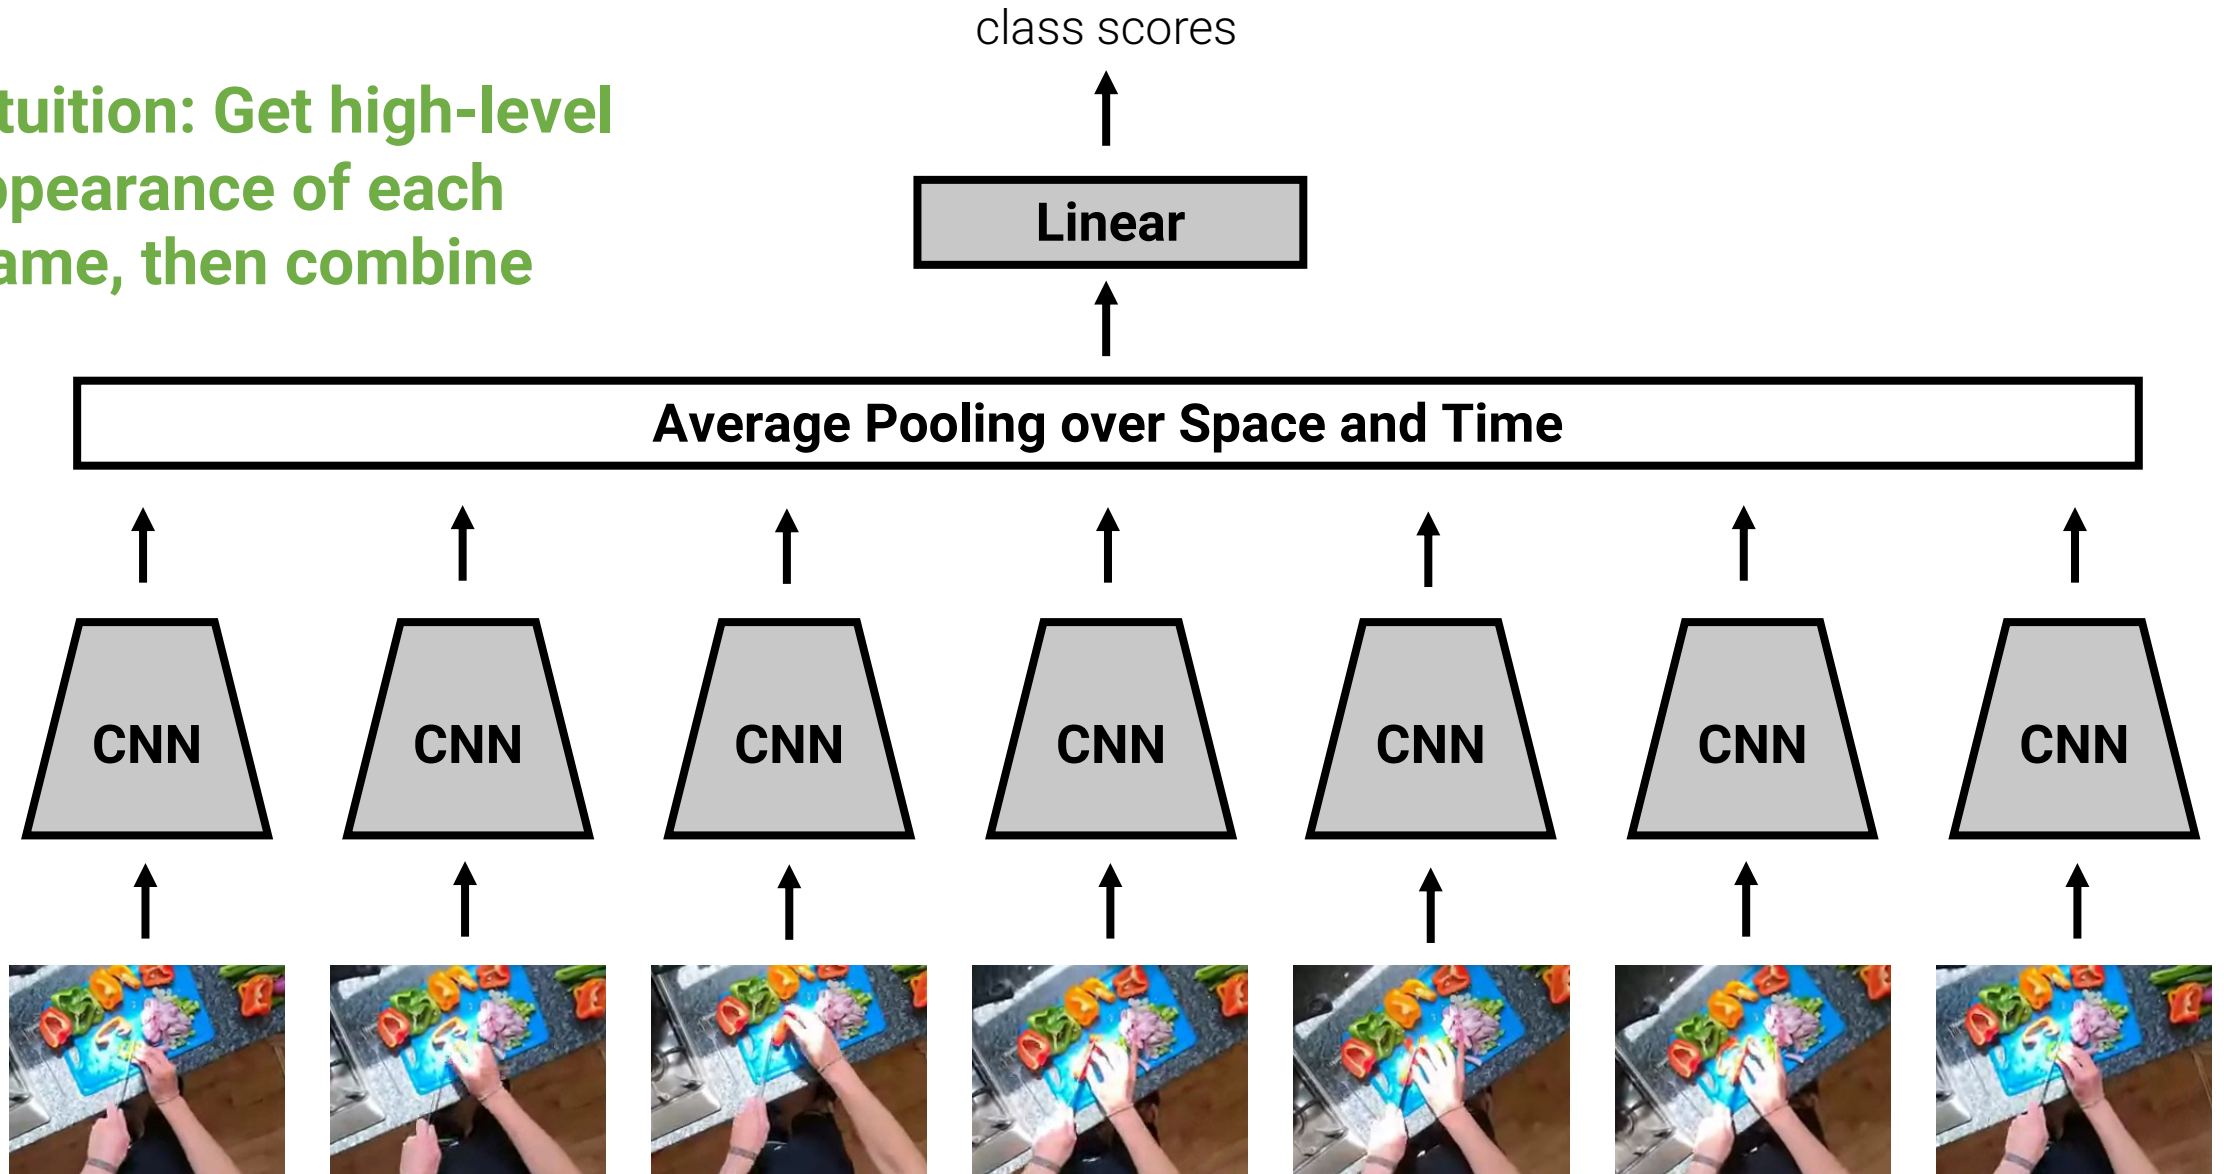 class scores
tuition: Get high-level
ppearance of each
ame, then combine
Linear
Average Pooling over Space and Time
CNN CNN CNN CNN CNN CNN CNN